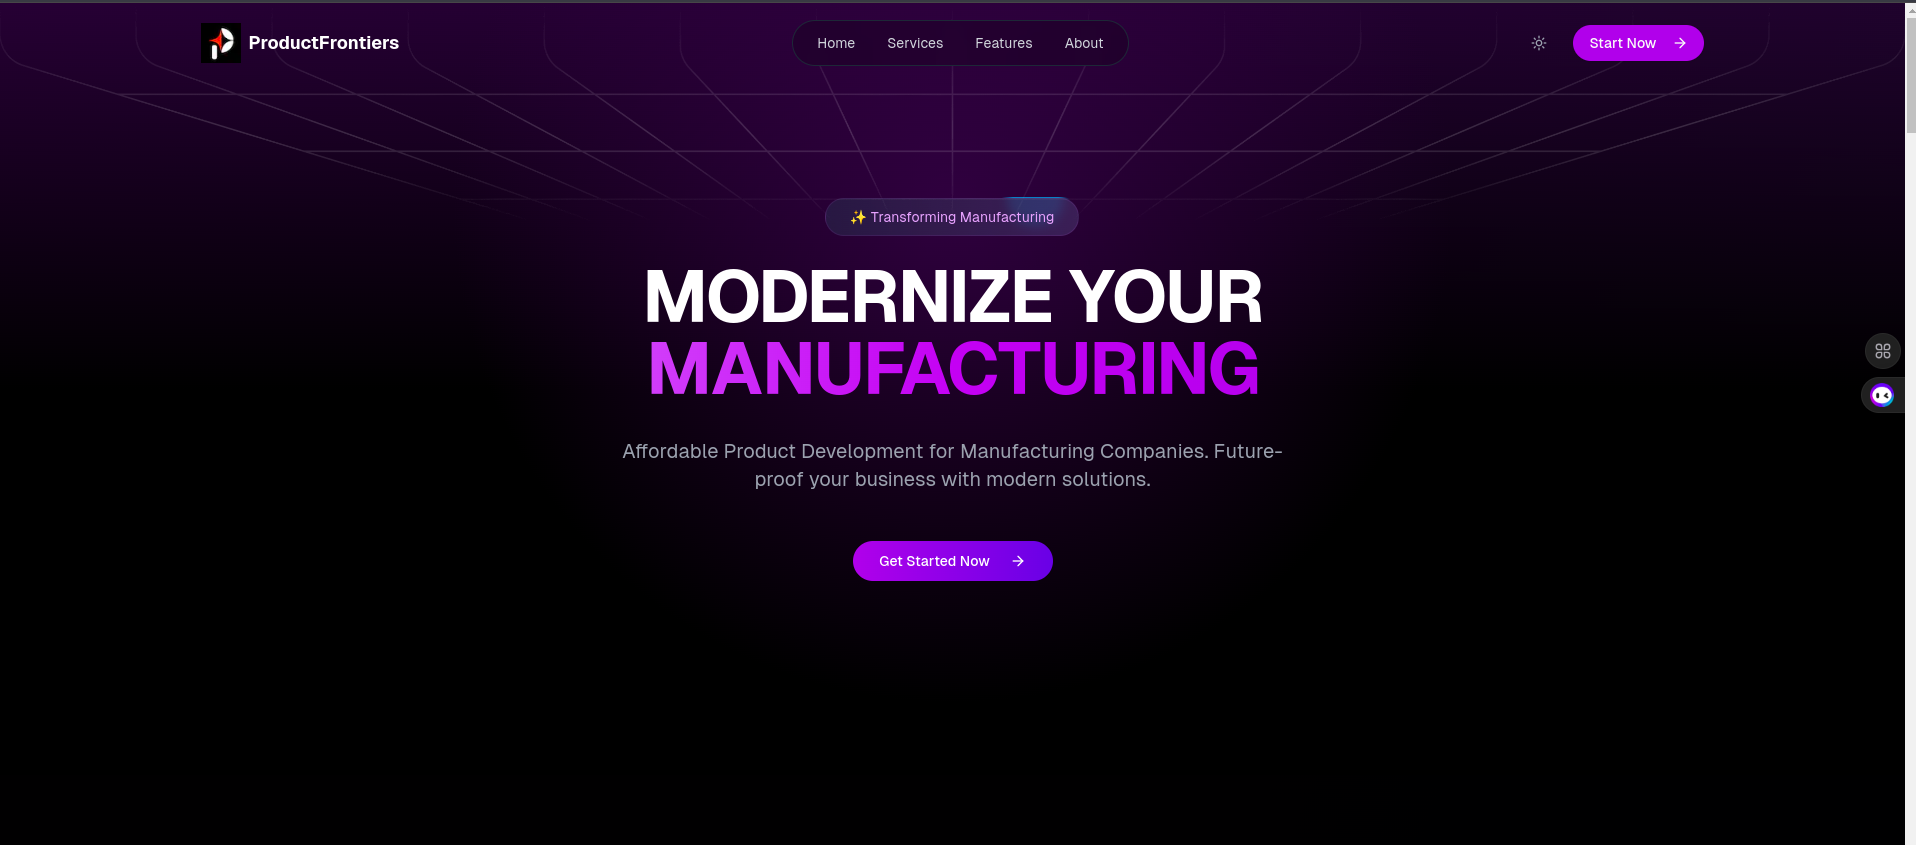 ProductFrontiers
Home Services Features About
Start Now
✨ Transforming Manufacturing
MODERNIZE YOUR
MANUFACTURING
Affordable Product Development for Manufacturing Companies. Future-
proof your business with modern solutions.
Get Started Now